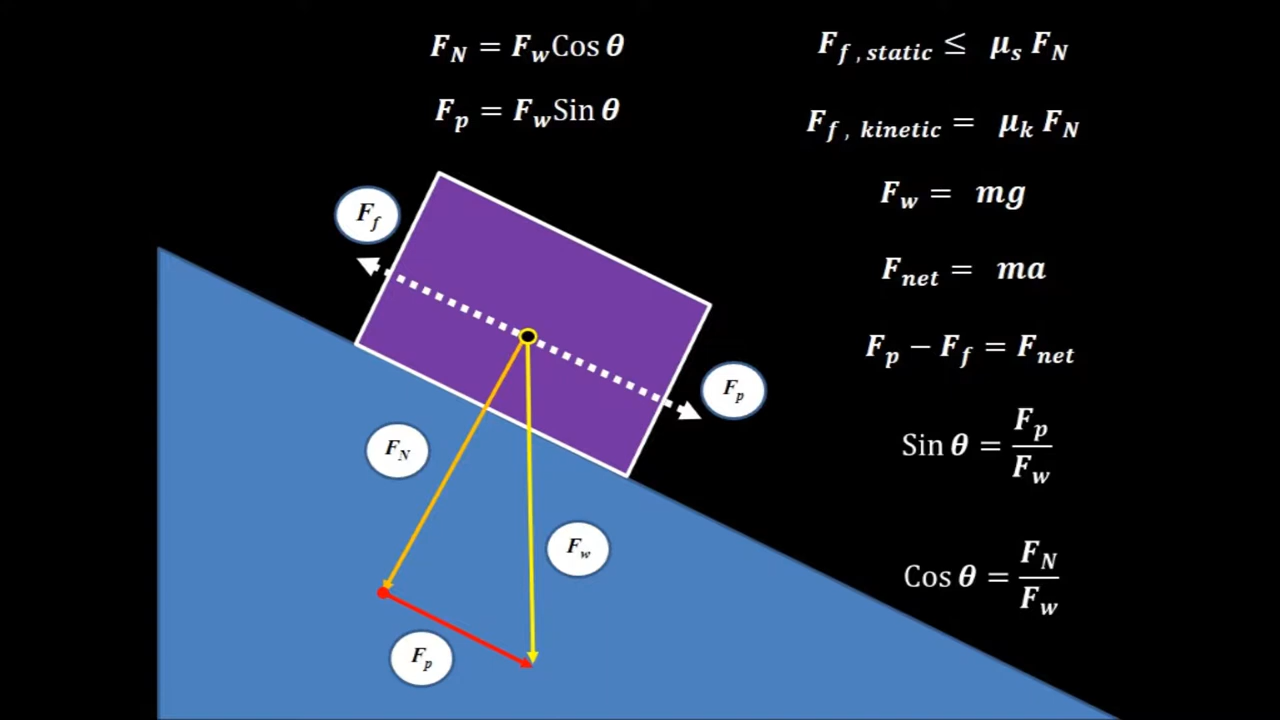 F_N = F_w Cos θ
F_p = F_w Sin θ
F_f, static ≤ μ_s F_N
F_f, kinetic = μ_k F_N
F_w = mg
F_net = ma
F_p − F_f = F_net
Sin θ = F_p / F_w
Cos θ = F_N / F_w
F_f
F_p
F_N
F_w
F_p